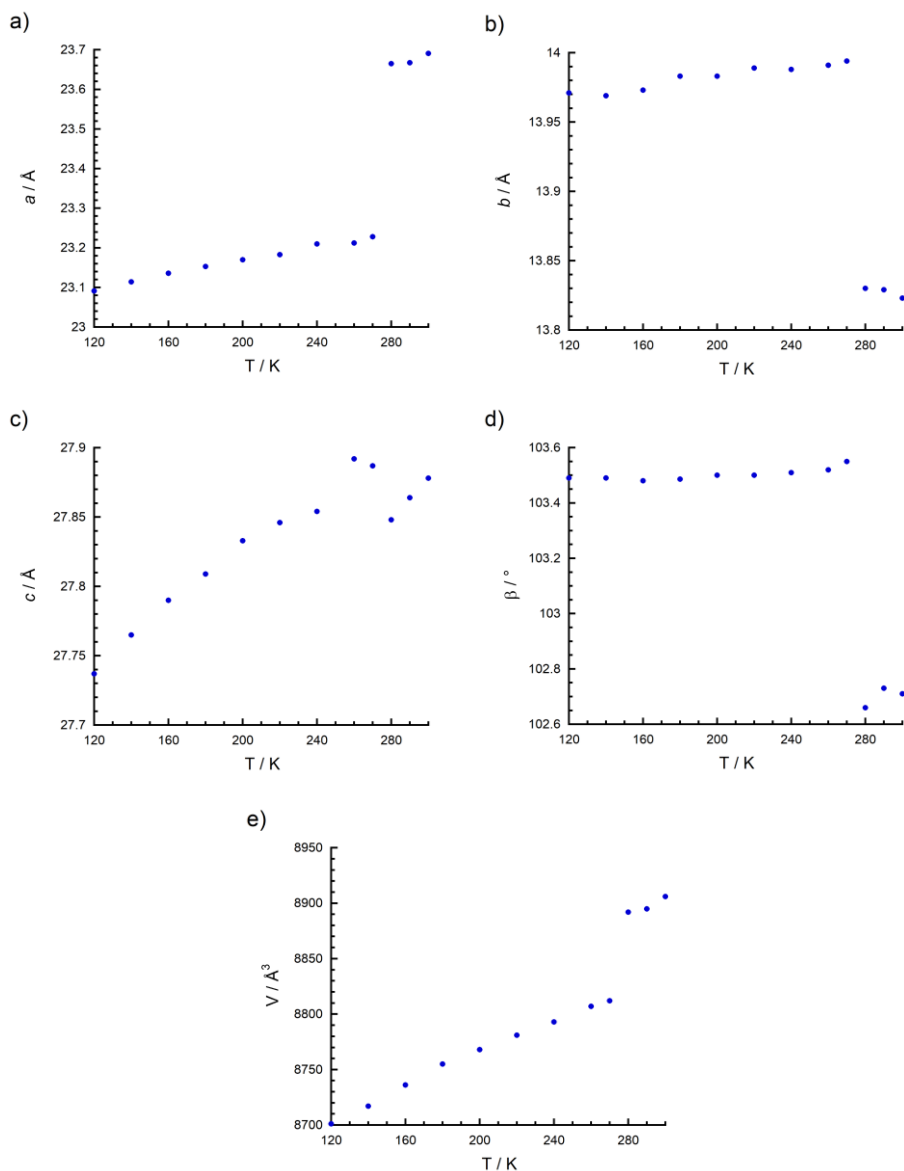 a)
23.7
23.6
23.5
23.4
23.3
23.2
23.1
23
a / Å
120 160 200 240 280
T / K
b)
14
13.95
13.9
13.85
13.8
b / Å
120 160 200 240 280
T / K
c)
27.9
27.85
27.8
27.75
27.7
c / Å
120 160 200 240 280
T / K
d)
103.6
103.4
103.2
103
102.8
102.6
β / °
120 160 200 240 280
T / K
e)
8950
8900
8850
8800
8750
8700
V / Å³
120 160 200 240 280
T / K